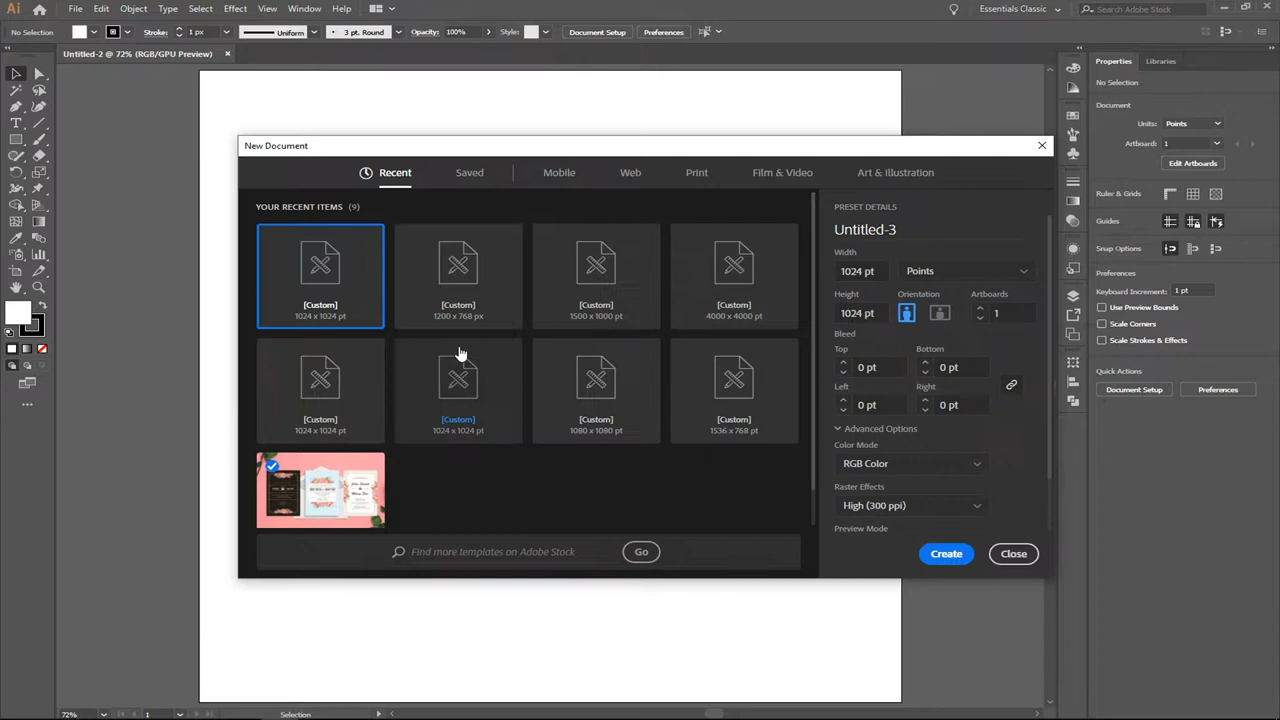 Ai File Edit Object Type Select Effect View Window Help Essentials Classic Search Adobe Stock
No Selection Stroke: 1 px Uniform 3 pt. Round Opacity: 100% Style: Document Setup Preferences
Untitled-2 @ 72% (RGB/GPU Preview)
Properties Libraries
No Selection
Document
Units: Points
Artboard: 1
Edit Artboards
Ruler & Grids
Guides
Snap Options
Preferences
Keyboard Increment: 1 pt
Use Preview Bounds
Scale Corners
Scale Strokes & Effects
Quick Actions
Document Setup Preferences
New Document
Recent Saved Mobile Web Print Film & Video Art & Illustration
YOUR RECENT ITEMS (9)
[Custom] [Custom] [Custom] [Custom]
1024 x 1024 pt 1200 x 768 px 1500 x 1000 pt 4000 x 4000 pt
[Custom] [Custom] [Custom] [Custom]
1024 x 1024 pt 1024 x 1024 pt 1080 x 1080 pt 1536 x 768 pt
Find more templates on Adobe Stock Go
PRESET DETAILS
Untitled-3
Width
1024 pt Points
Height Orientation Artboards
1024 pt 1
Bleed
Top Bottom
0 pt 0 pt
Left Right
0 pt 0 pt
Advanced Options
Color Mode
RGB Color
Raster Effects
High (300 ppi)
Preview Mode
Create Close
72% 1 Selection